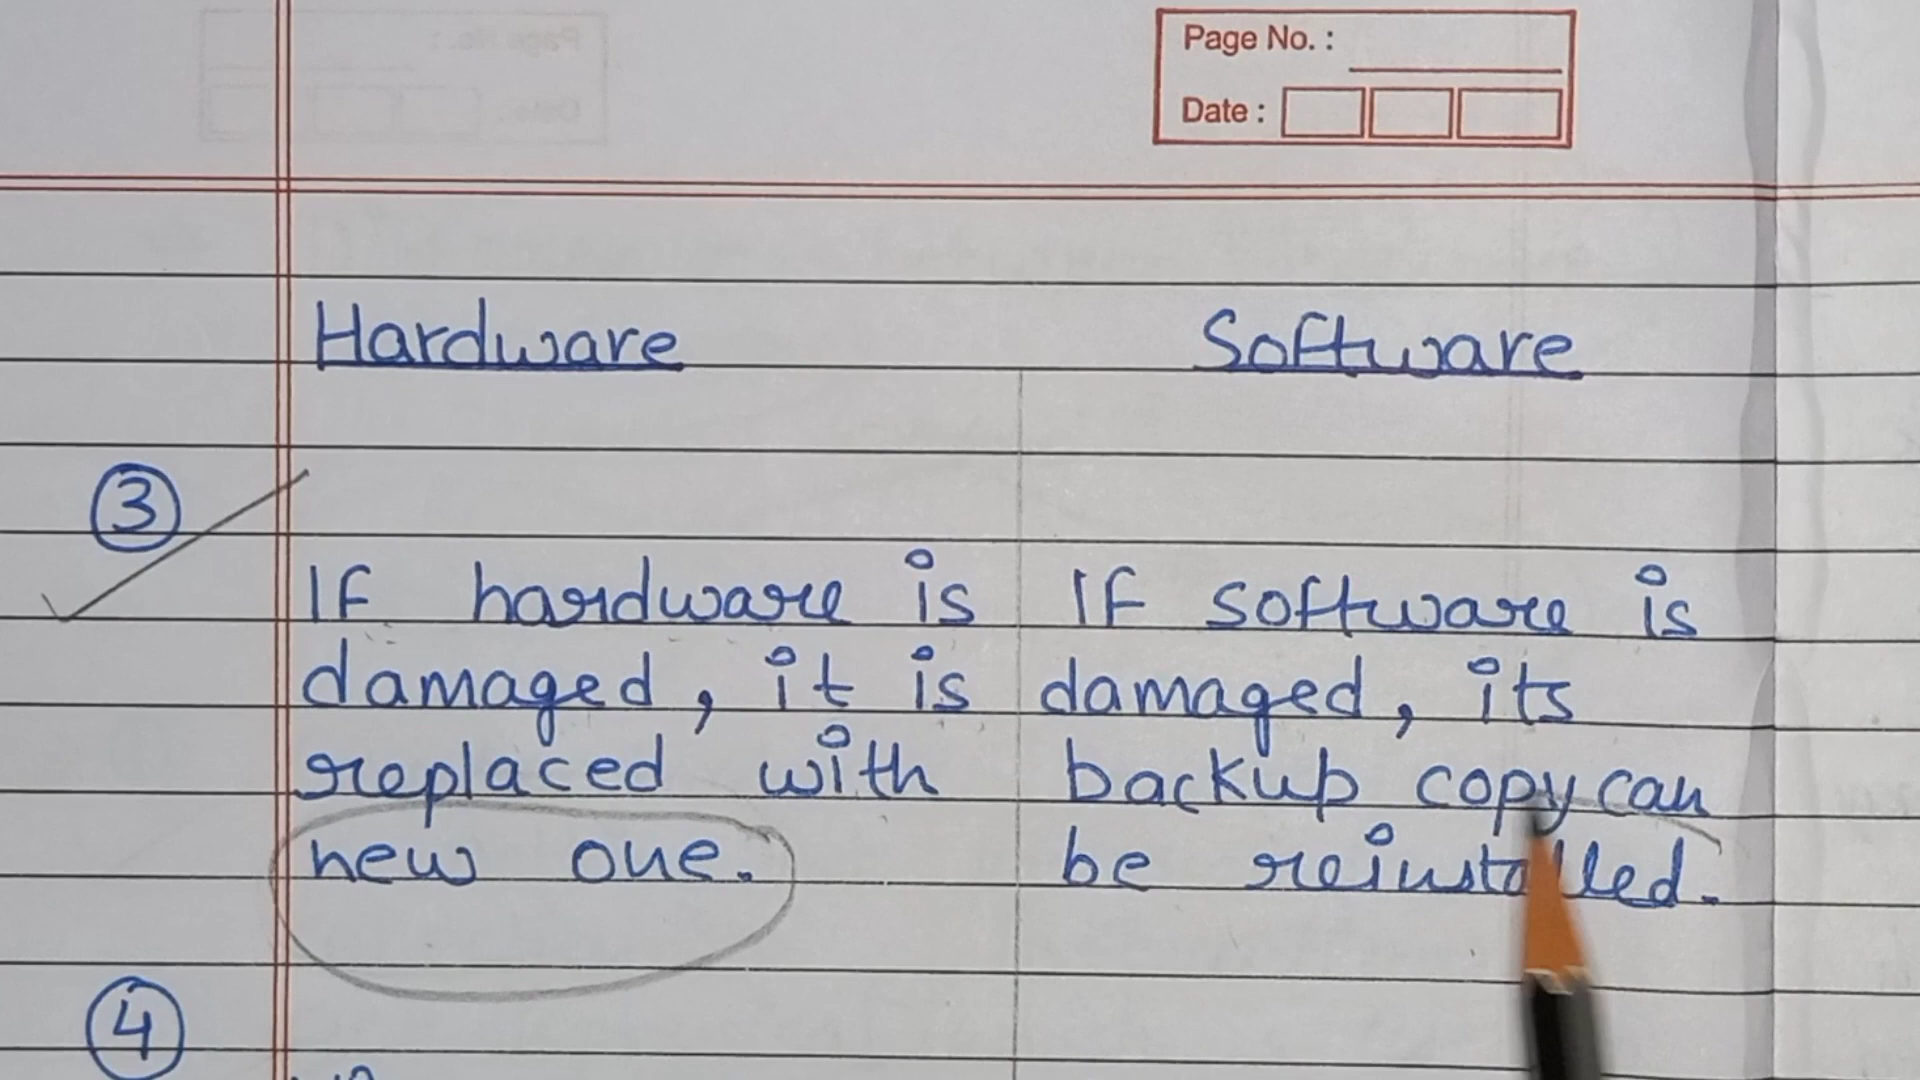 Page No. :
Date :
Hardware
Software
3
If hardware is
damaged, it is
replaced with
new one.
If software is
damaged, its
backup copy can
be reinstalled.
4